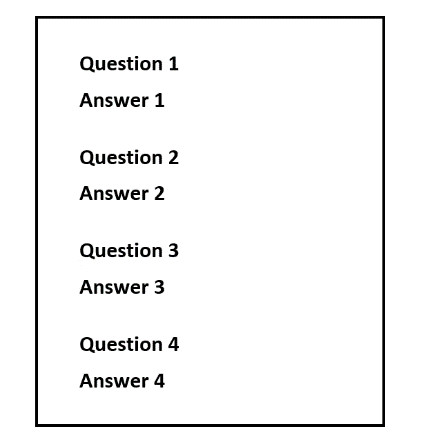 Question 1
Answer 1
Question 2
Answer 2
Question 3
Answer 3
Question 4
Answer 4